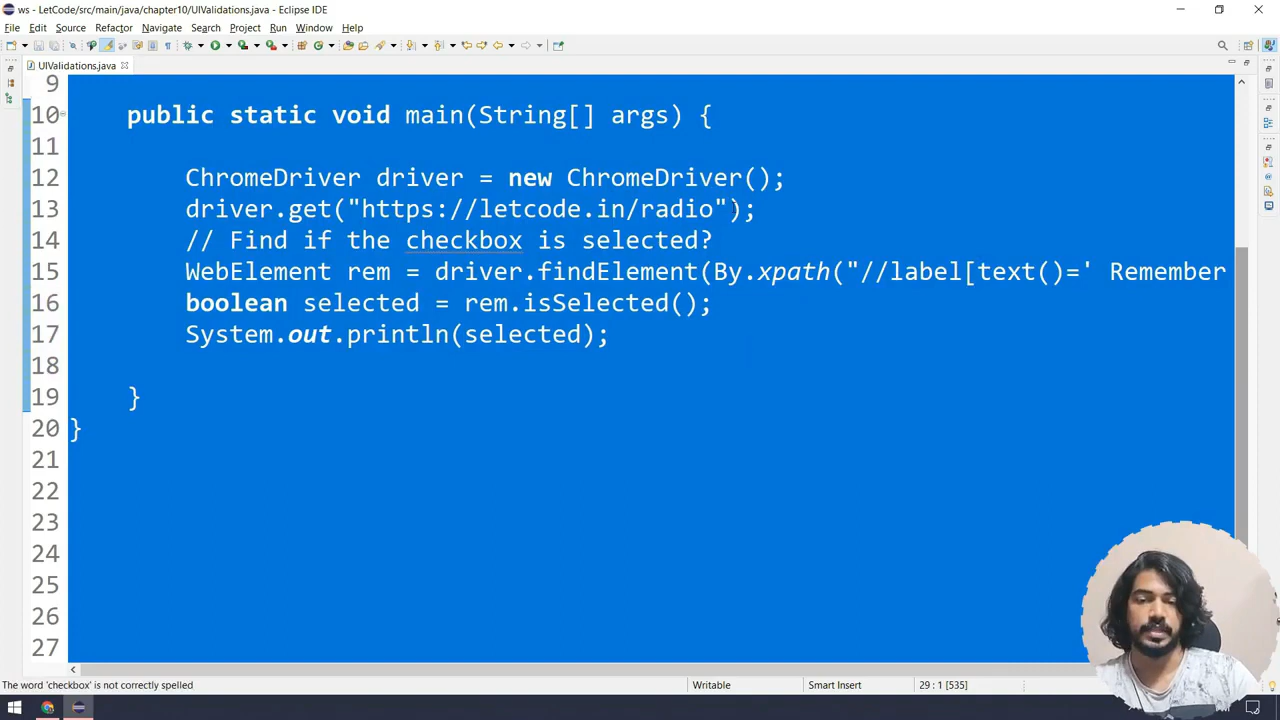 ws - LetCode/src/main/java/chapter10/UIValidations.java - Eclipse IDE
File Edit Source Refactor Navigate Search Project Run Window Help
UIValidations.java
9
10 public static void main(String[] args) {
11
12 ChromeDriver driver = new ChromeDriver();
13 driver.get("https://letcode.in/radio");
14 // Find if the checkbox is selected?
15 WebElement rem = driver.findElement(By.xpath("//label[text()=' Remember
16 boolean selected = rem.isSelected();
17 System.out.println(selected);
18
19 }
20 }
21
22
23
24
25
26
27
The word 'checkbox' is not correctly spelled Writable Smart Insert 29 : 1 [535]